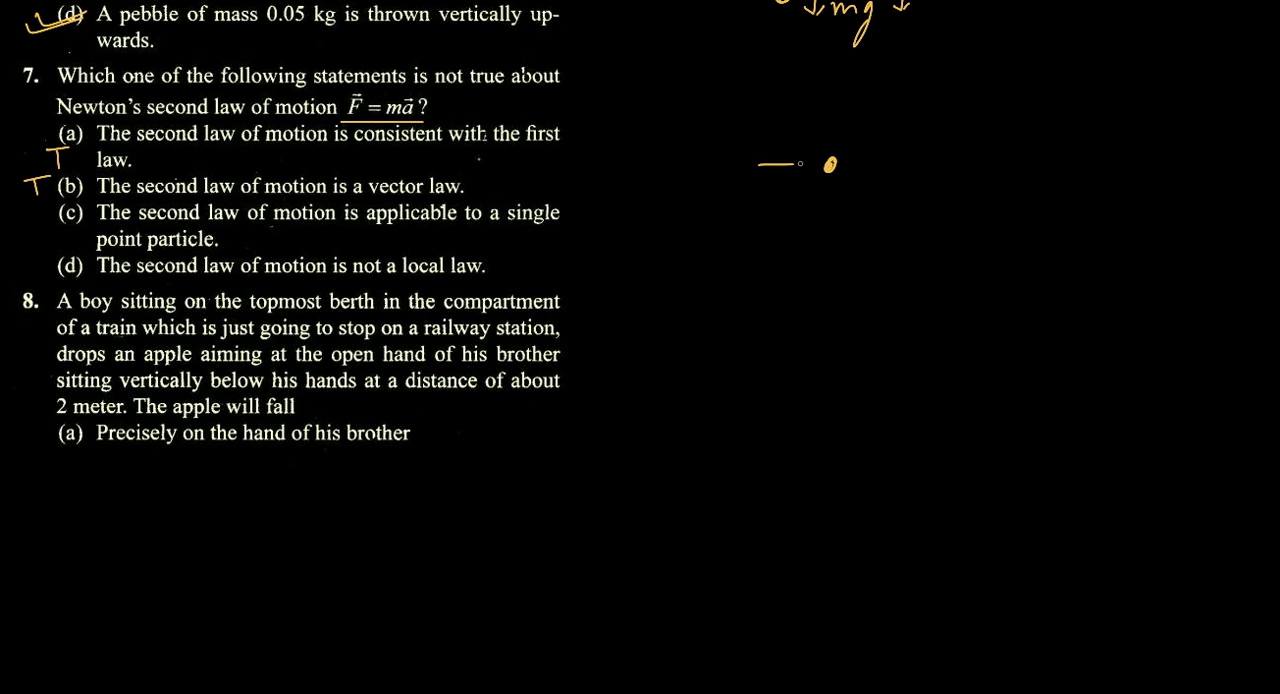 (d) A pebble of mass 0.05 kg is thrown vertically up-
wards.
mg
7. Which one of the following statements is not true about
Newton's second law of motion F⃗ = ma⃗ ?
(a) The second law of motion is consistent with the first
T law.
T (b) The second law of motion is a vector law.
(c) The second law of motion is applicable to a single
point particle.
(d) The second law of motion is not a local law.
8. A boy sitting on the topmost berth in the compartment
of a train which is just going to stop on a railway station,
drops an apple aiming at the open hand of his brother
sitting vertically below his hands at a distance of about
2 meter. The apple will fall
(a) Precisely on the hand of his brother